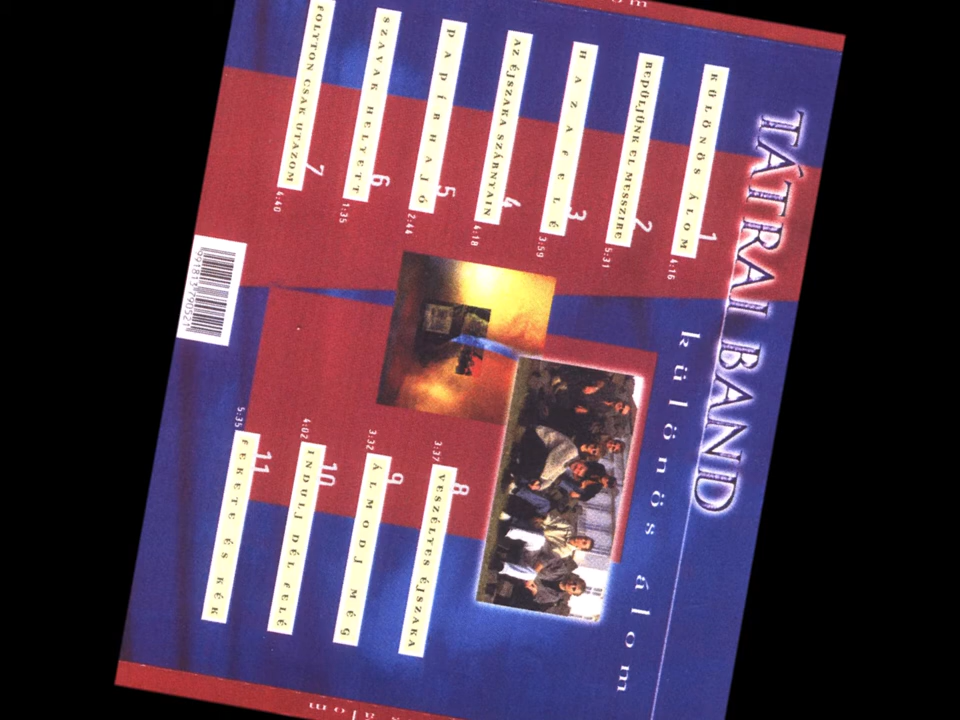 TÁTRAI BAND
különös álom
KÜLÖNÖS ÁLOM 1 4:16
REPÜLJÜNK EL MESSZIRE 2 5:31
HAZAFELÉ 3 3:59
AZ ÉJSZAKA SZÁRNYAIN 4 4:18
PAPÍRHAJÓ 5 2:44
SZAVAK HELYETT 6 1:35
FOLYTON CSAK UTAZOM 7 4:40
3:37 8 VESZÉLYES ÉJSZAKA
3:32 9 ÁLMODJ MÉG
4:02 10 INDULJ DÉL FELÉ
5:35 11 FEKETE ÉS KÉK